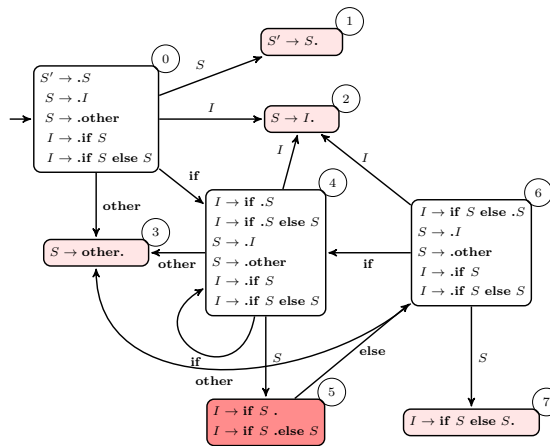 1
S′ → S.
0
S′ → .S
S → .I
S → .other
I → .if S
I → .if S else S
S
I
2
S → I.
if
other
I
4
I → if .S
I → if .S else S
S → .I
S → .other
I → .if S
I → .if S else S
I
6
I → if S else .S
S → .I
S → .other
I → .if S
I → .if S else S
3
S → other.
other
if
if
other
S
else
S
5
I → if S .
I → if S .else S
7
I → if S else S.